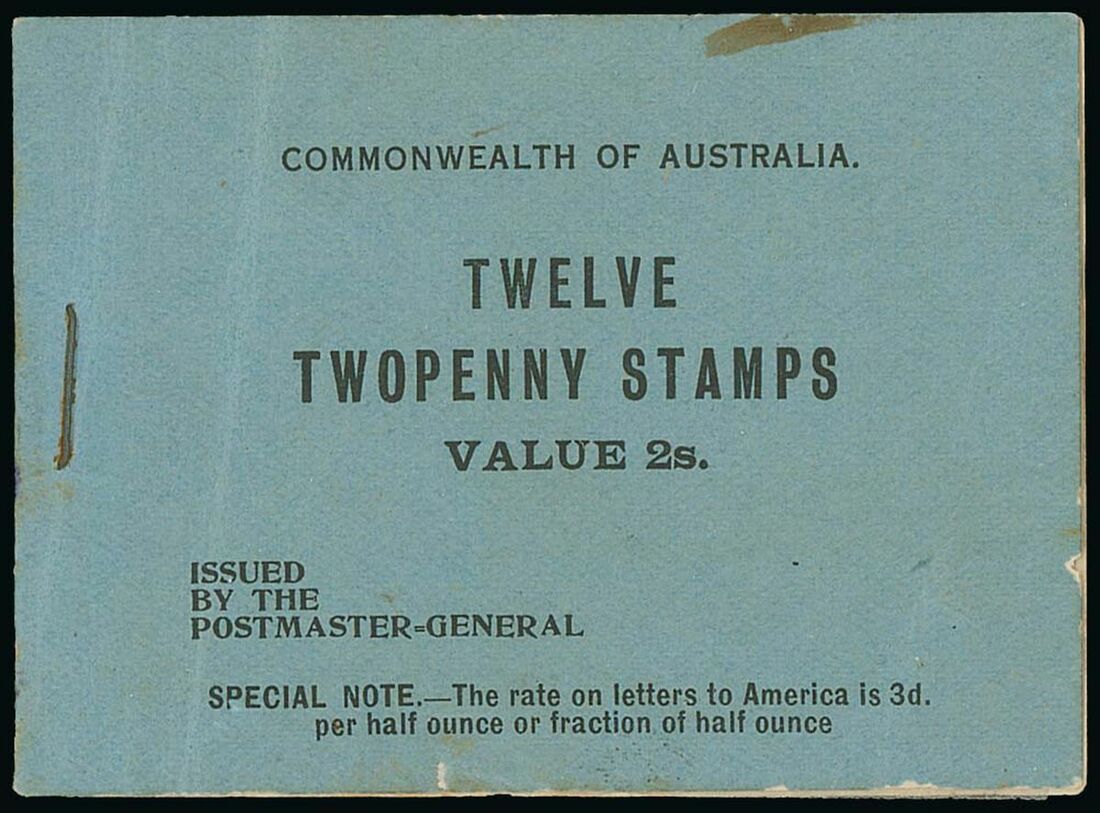 COMMONWEALTH OF AUSTRALIA.
TWELVE
TWOPENNY STAMPS
VALUE 2s.
ISSUED
BY THE
POSTMASTER=GENERAL
SPECIAL NOTE.—The rate on letters to America is 3d.
per half ounce or fraction of half ounce